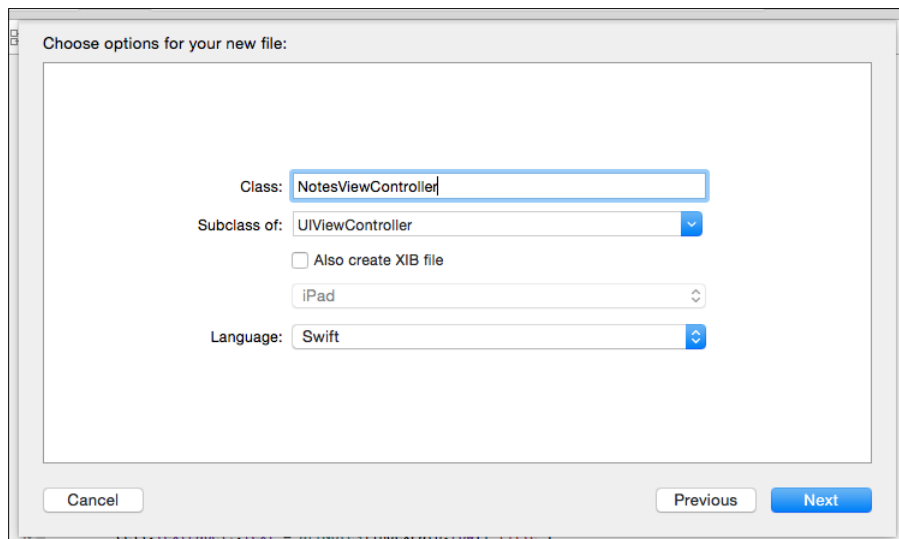 Choose options for your new file:
Class: NotesViewController
Subclass of: UIViewController
Also create XIB file
iPad
Language: Swift
Cancel Previous Next